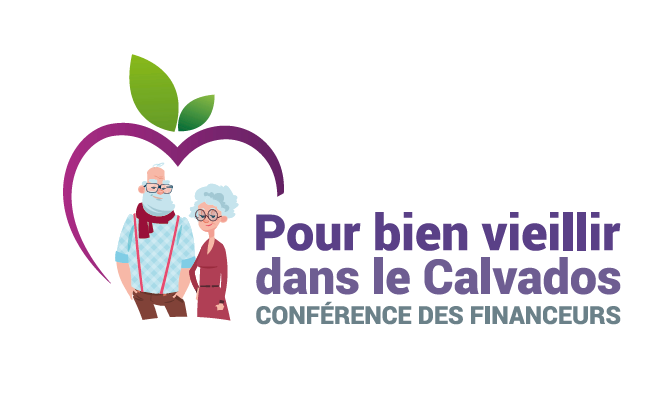 Pour bien vieillir
dans le Calvados
CONFÉRENCE DES FINANCEURS